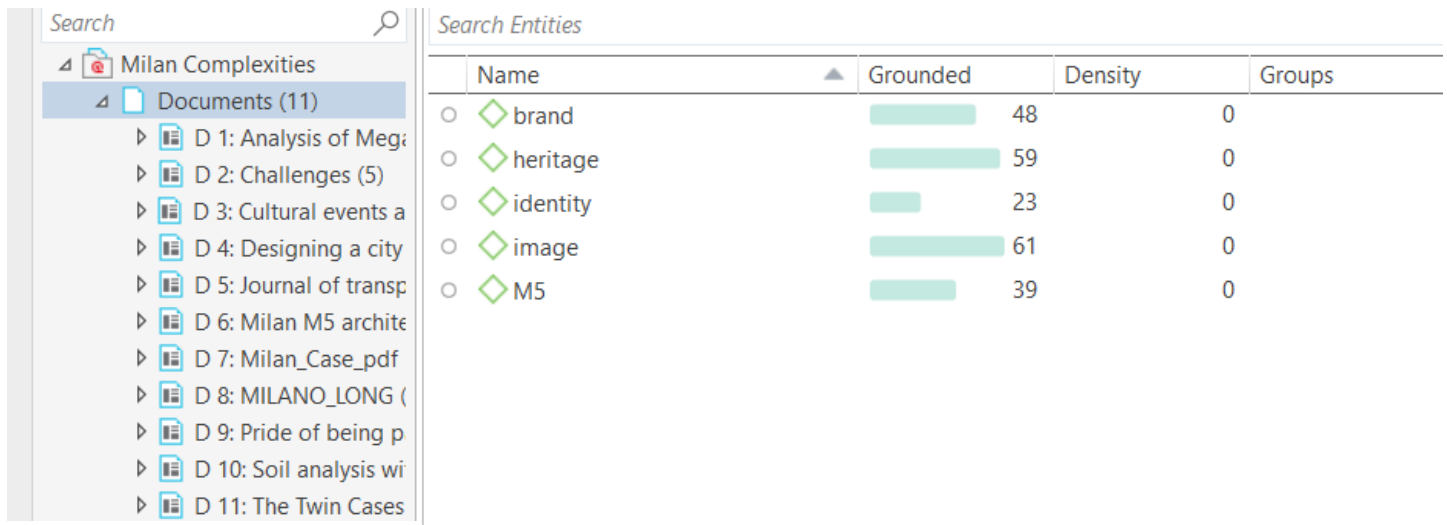 Search
Milan Complexities
Documents (11)
D 1: Analysis of Mega
D 2: Challenges (5)
D 3: Cultural events a
D 4: Designing a city
D 5: Journal of transp
D 6: Milan M5 archite
D 7: Milan_Case_pdf
D 8: MILANO_LONG (
D 9: Pride of being p
D 10: Soil analysis wi
D 11: The Twin Cases
Search Entities
Name Grounded Density Groups
brand 48 0
heritage 59 0
identity 23 0
image 61 0
M5 39 0